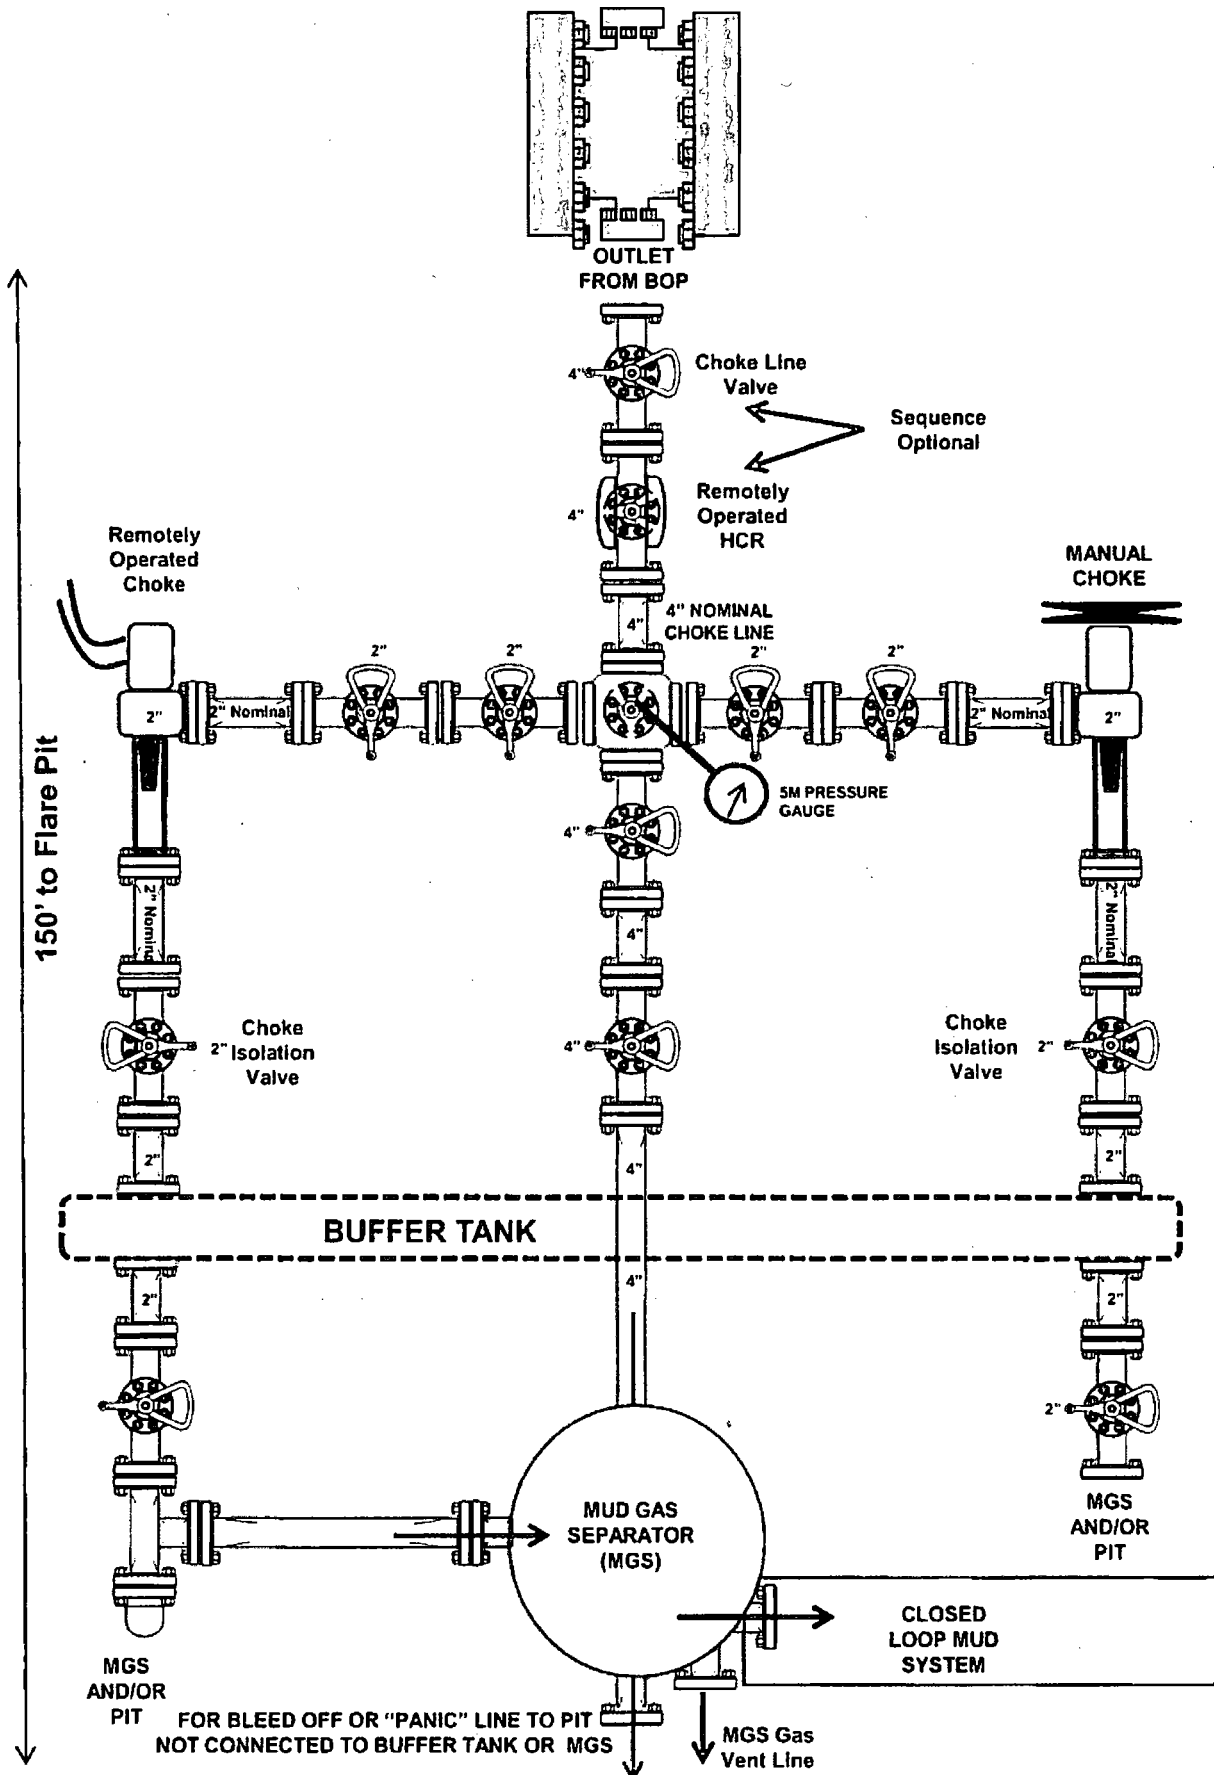 OUTLET
FROM BOP
4"
Choke Line
Valve
Sequence
Optional
4"
Remotely
Operated
HCR
Remotely
Operated
Choke
MANUAL
CHOKE
4"
4" NOMINAL
CHOKE LINE
2"
2"
2"
2"
2"
2" Nominal
2" Nominal
2"
5M PRESSURE
GAUGE
4"
150' to Flare Pit
2" Nominal
4"
2" Nominal
2"
Choke
Isolation
Valve
4"
Choke
Isolation
Valve
2"
2"
4"
2"
BUFFER TANK
2"
4"
2"
2"
MUD GAS
SEPARATOR
(MGS)
MGS
AND/OR
PIT
CLOSED
LOOP MUD
SYSTEM
MGS
AND/OR
PIT
FOR BLEED OFF OR "PANIC" LINE TO PIT
NOT CONNECTED TO BUFFER TANK OR MGS
MGS Gas
Vent Line